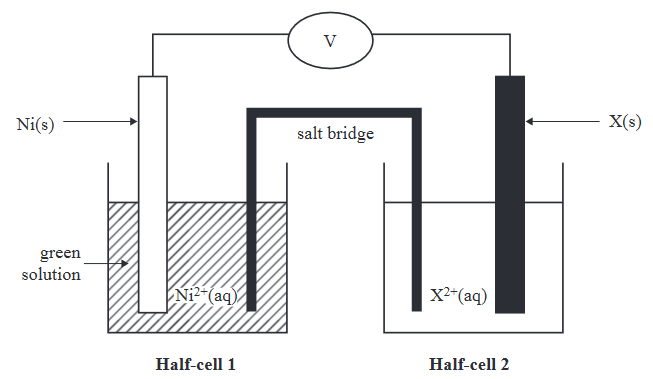 V
Ni(s)
X(s)
salt bridge
green
solution
Ni²⁺(aq)
X²⁺(aq)
Half-cell 1
Half-cell 2